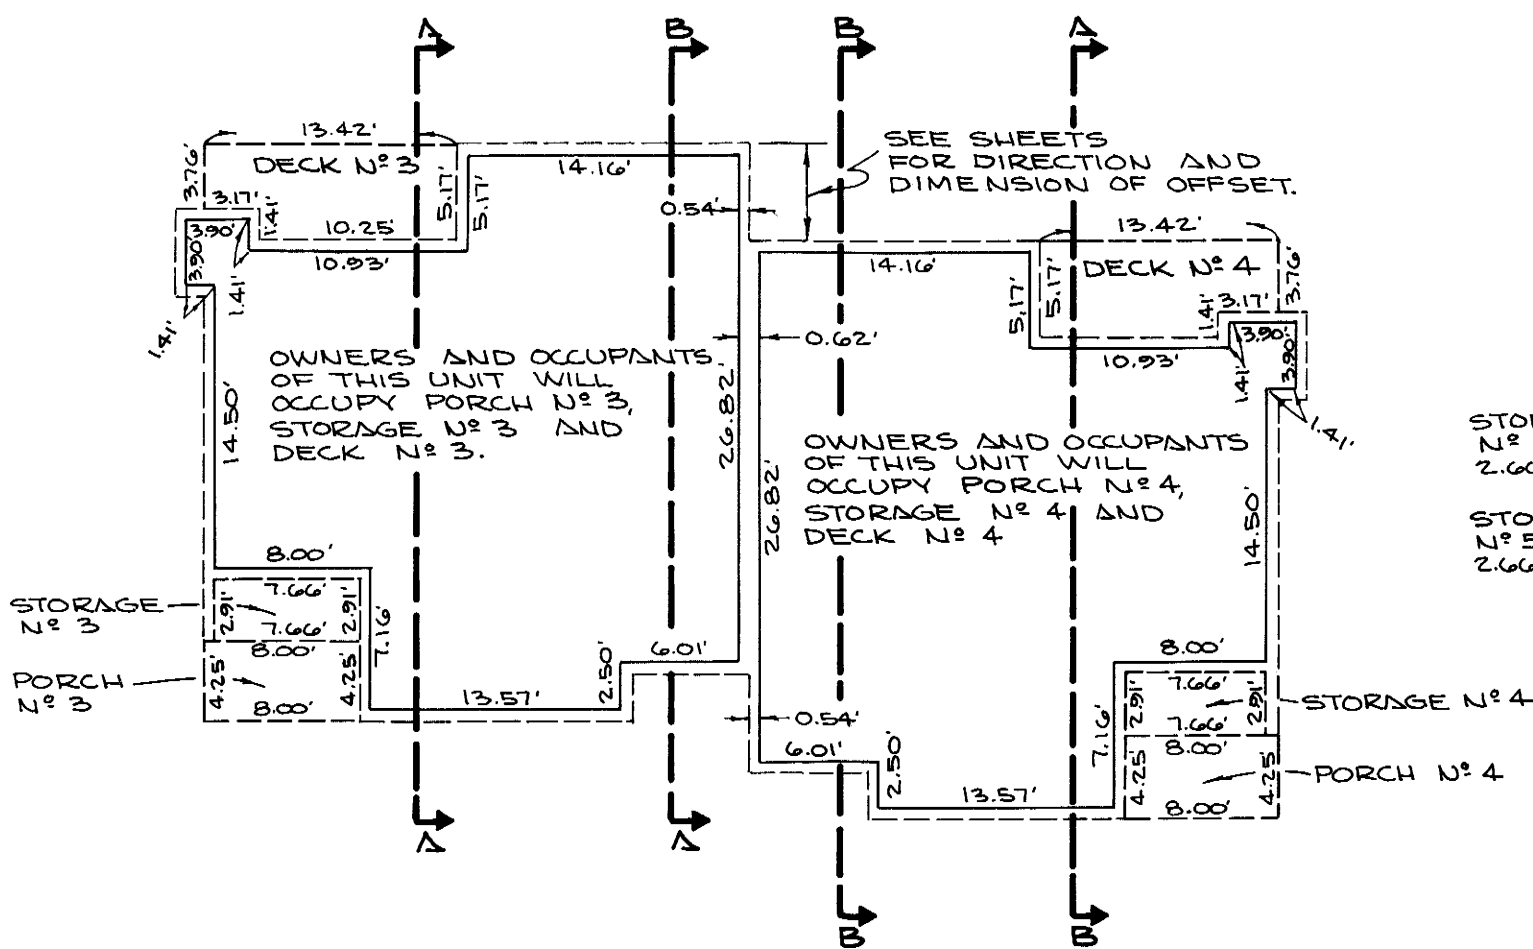 A
B
B
A
13.42'
DECK Nº 3
3.76'
3.17'
1.41'
10.25'
5.17'
5.17'
14.16'
0.54'
SEE SHEETS
FOR DIRECTION AND
DIMENSION OF OFFSET.
3.90'
3.90'
10.93'
1.41'
1.41'
13.42'
14.16'
DECK Nº 4
5.17'
5.17'
3.76'
1.41'
3.17'
3.90'
3.90'
10.93'
1.41'
1.41'
0.62'
OWNERS AND OCCUPANTS
OF THIS UNIT WILL
OCCUPY PORCH Nº 3,
STORAGE Nº 3 AND
DECK Nº 3.
14.50'
26.82'
26.82'
OWNERS AND OCCUPANTS
OF THIS UNIT WILL
OCCUPY PORCH Nº 4,
STORAGE Nº 4 AND
DECK Nº 4
14.50'
STO
Nº
2.60
STO
Nº 5
2.66
8.00'
STORAGE
Nº 3
2.91'
7.66'
7.66'
2.91'
7.16'
8.00'
PORCH
Nº 3
4.25'
4.25'
8.00'
13.57'
2.50'
6.01'
0.54'
6.01'
2.50'
13.57'
7.16'
8.00'
2.91'
7.66'
7.66'
2.91'
STORAGE Nº 4
8.00'
4.25'
4.25'
PORCH Nº 4
8.00'
A
A
B
B